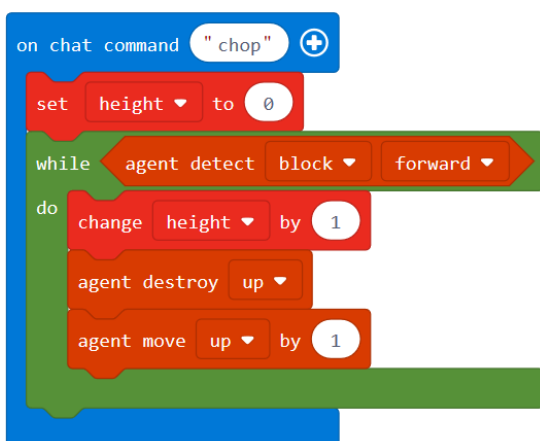 on chat command "chop"
set height to 0
while agent detect block forward
do
change height by 1
agent destroy up
agent move up by 1